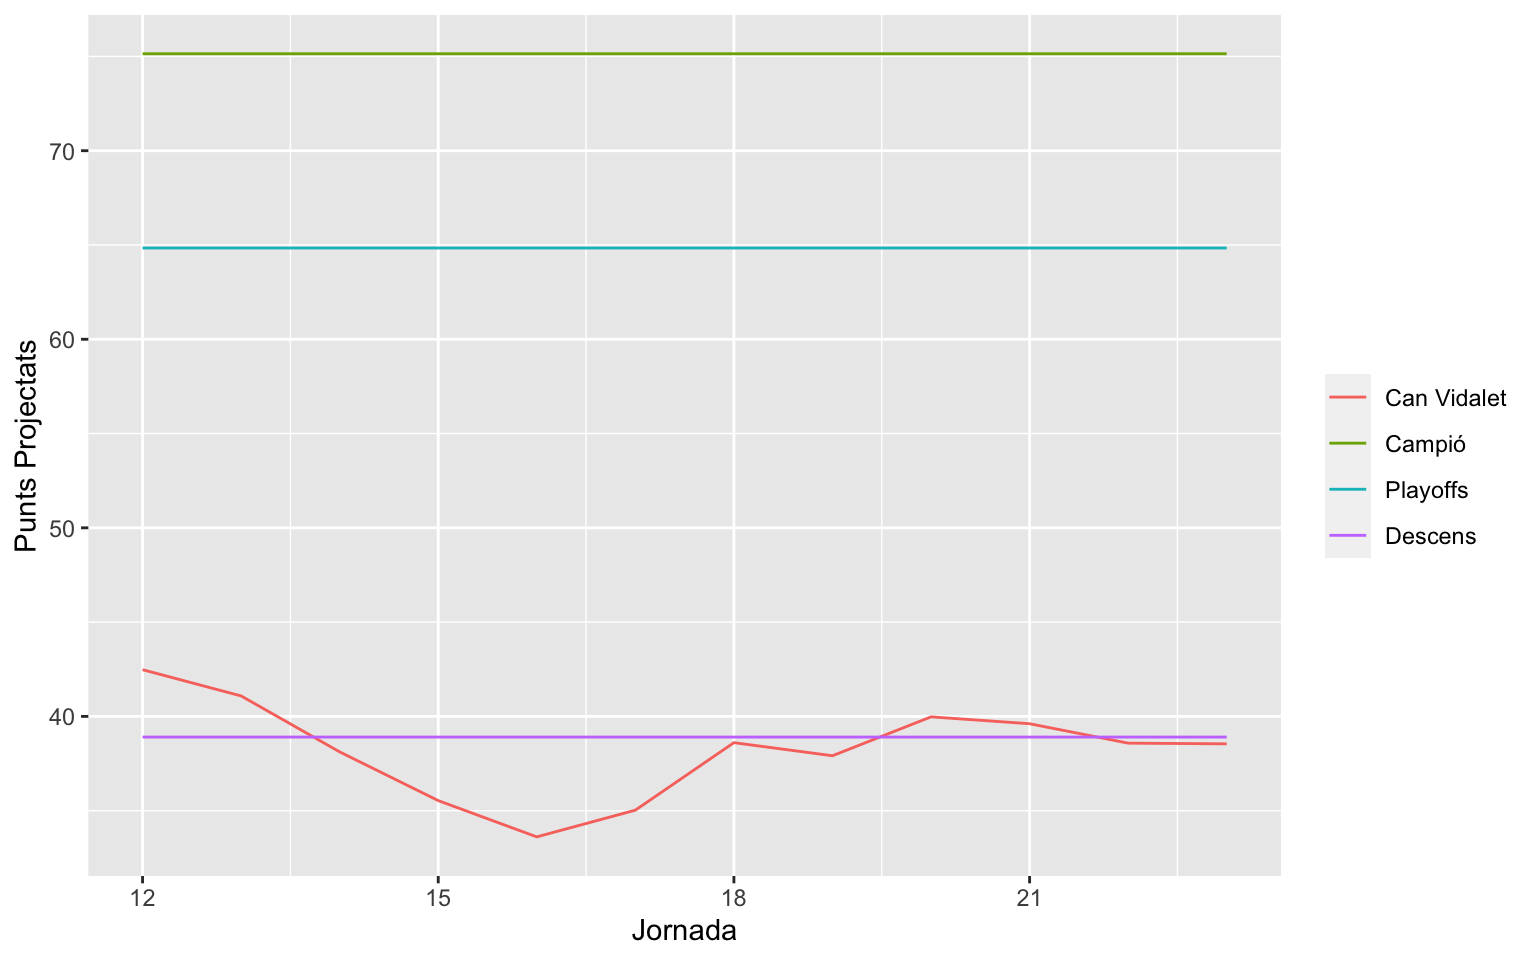 70
60
50
40
Punts Projectats
12 15 18 21
Jornada
Can Vidalet
Campió
Playoffs
Descens